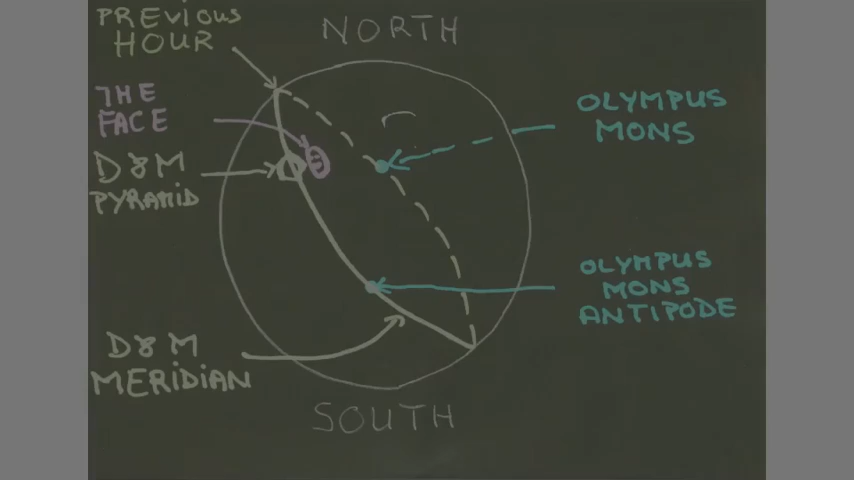 PREVIOUS
HOUR
NORTH
THE
FACE
OLYMPUS
MONS
D&M
PYRAMID
OLYMPUS
MONS
ANTIPODE
D&M
MERIDIAN
SOUTH